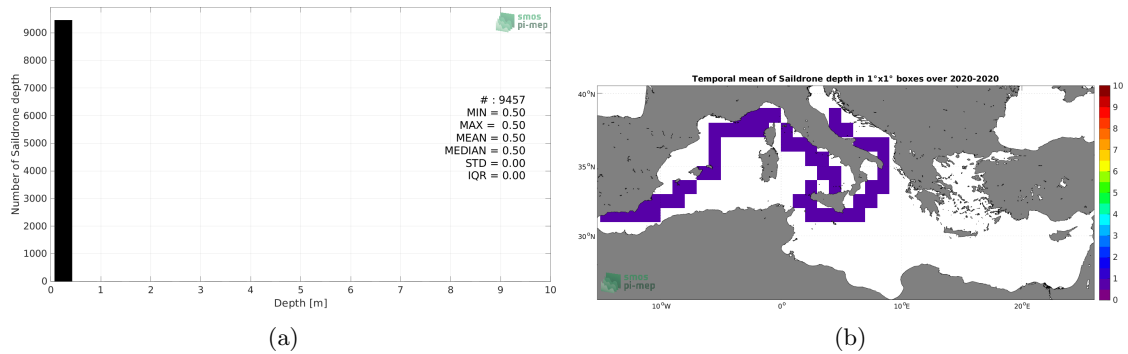 smos
pi-mep
Number of Saildrone depth
9000
8000
7000
6000
5000
4000
3000
2000
1000
0
# : 9457
MIN = 0.50
MAX = 0.50
MEAN = 0.50
MEDIAN = 0.50
STD = 0.00
IQR = 0.00
0 1 2 3 4 5 6 7 8 9 10
Depth [m]
(a)
Temporal mean of Saildrone depth in 1°x1° boxes over 2020-2020
40°N
35°N
30°N
10°W 0° 10°E 20°E
10
9
8
7
6
5
4
3
2
1
0
smos
pi-mep
(b)